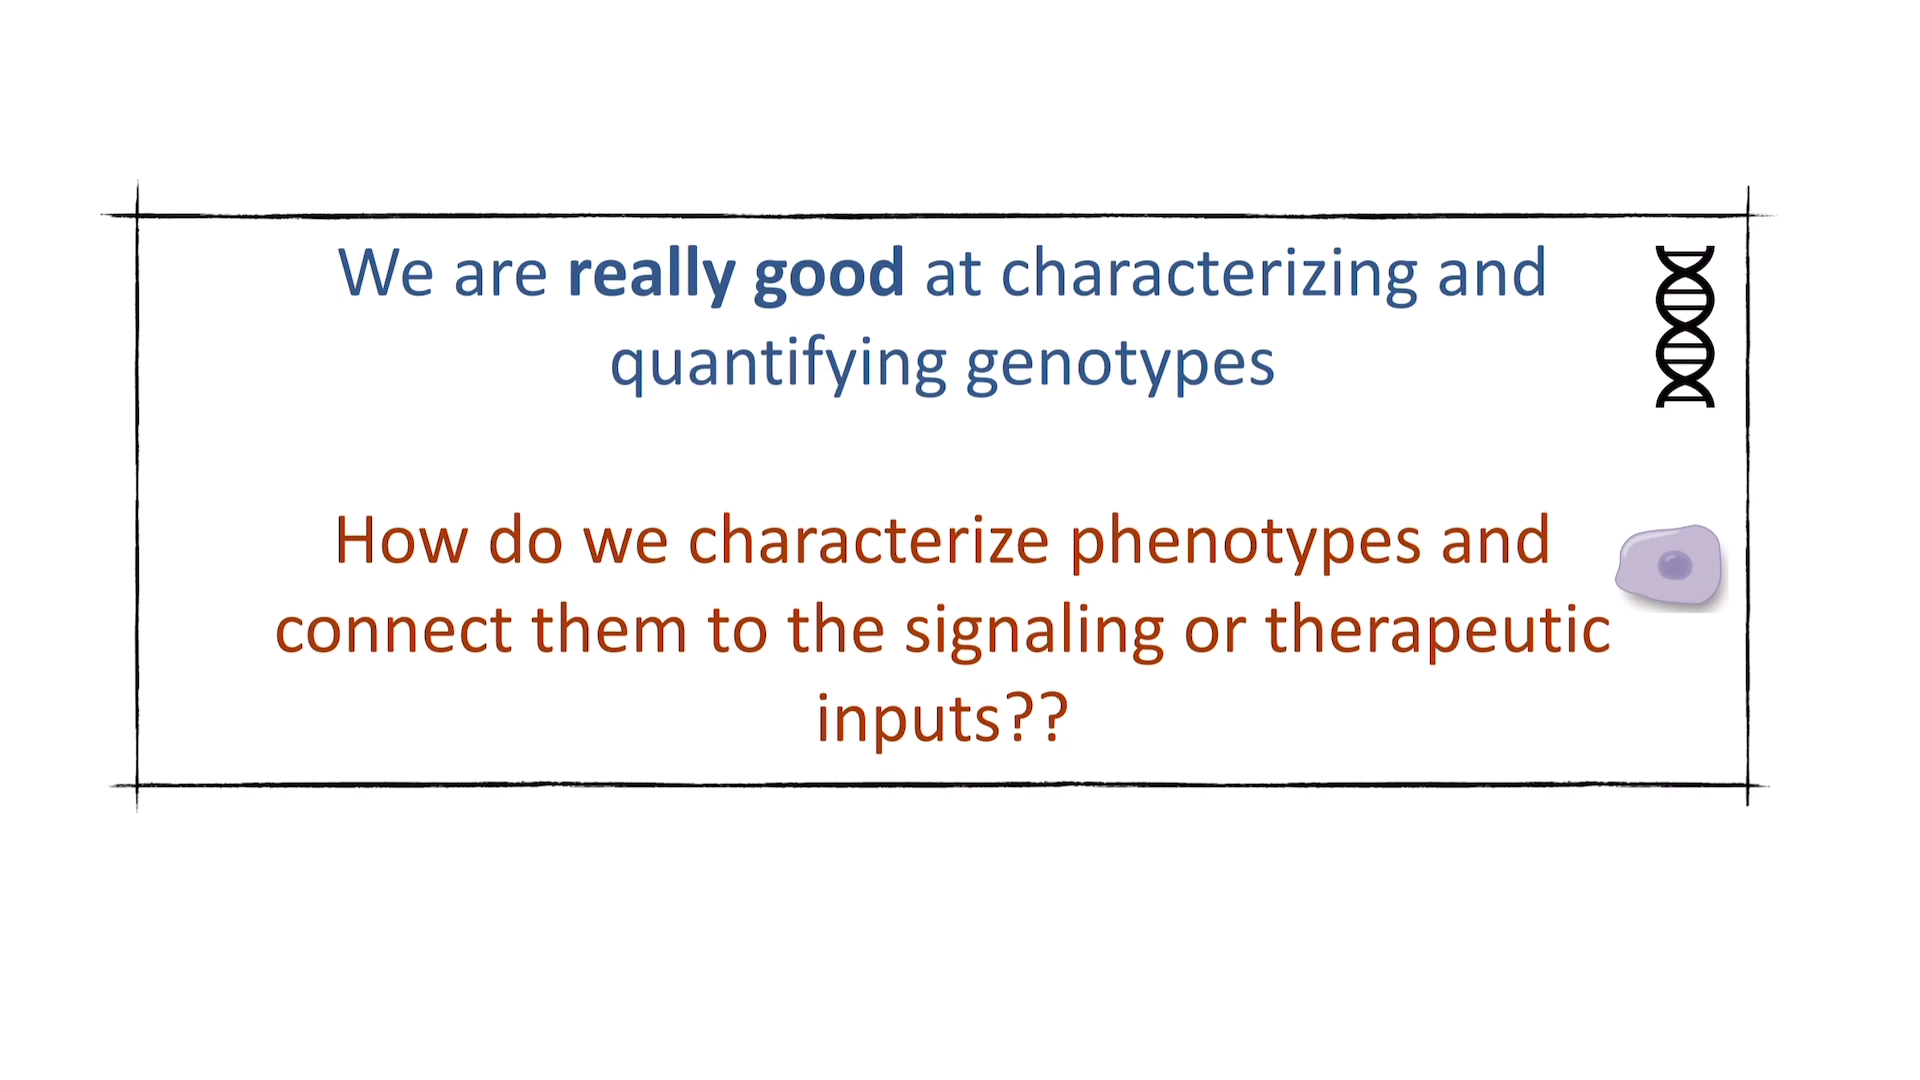 We are really good at characterizing and
quantifying genotypes
How do we characterize phenotypes and
connect them to the signaling or therapeutic
inputs??